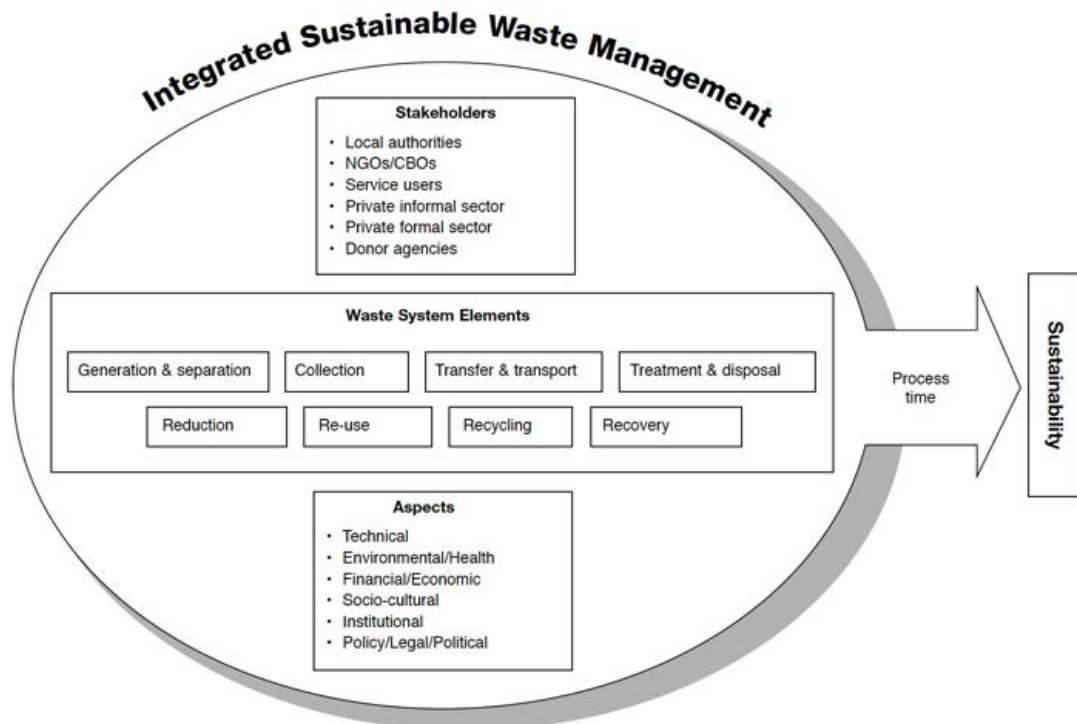 Integrated Sustainable Waste Management
Stakeholders
• Local authorities
• NGOs/CBOs
• Service users
• Private informal sector
• Private formal sector
• Donor agencies
Waste System Elements
Generation & separation
Collection
Transfer & transport
Treatment & disposal
Reduction
Re-use
Recycling
Recovery
Aspects
• Technical
• Environmental/Health
• Financial/Economic
• Socio-cultural
• Institutional
• Policy/Legal/Political
Process
time
Sustainability